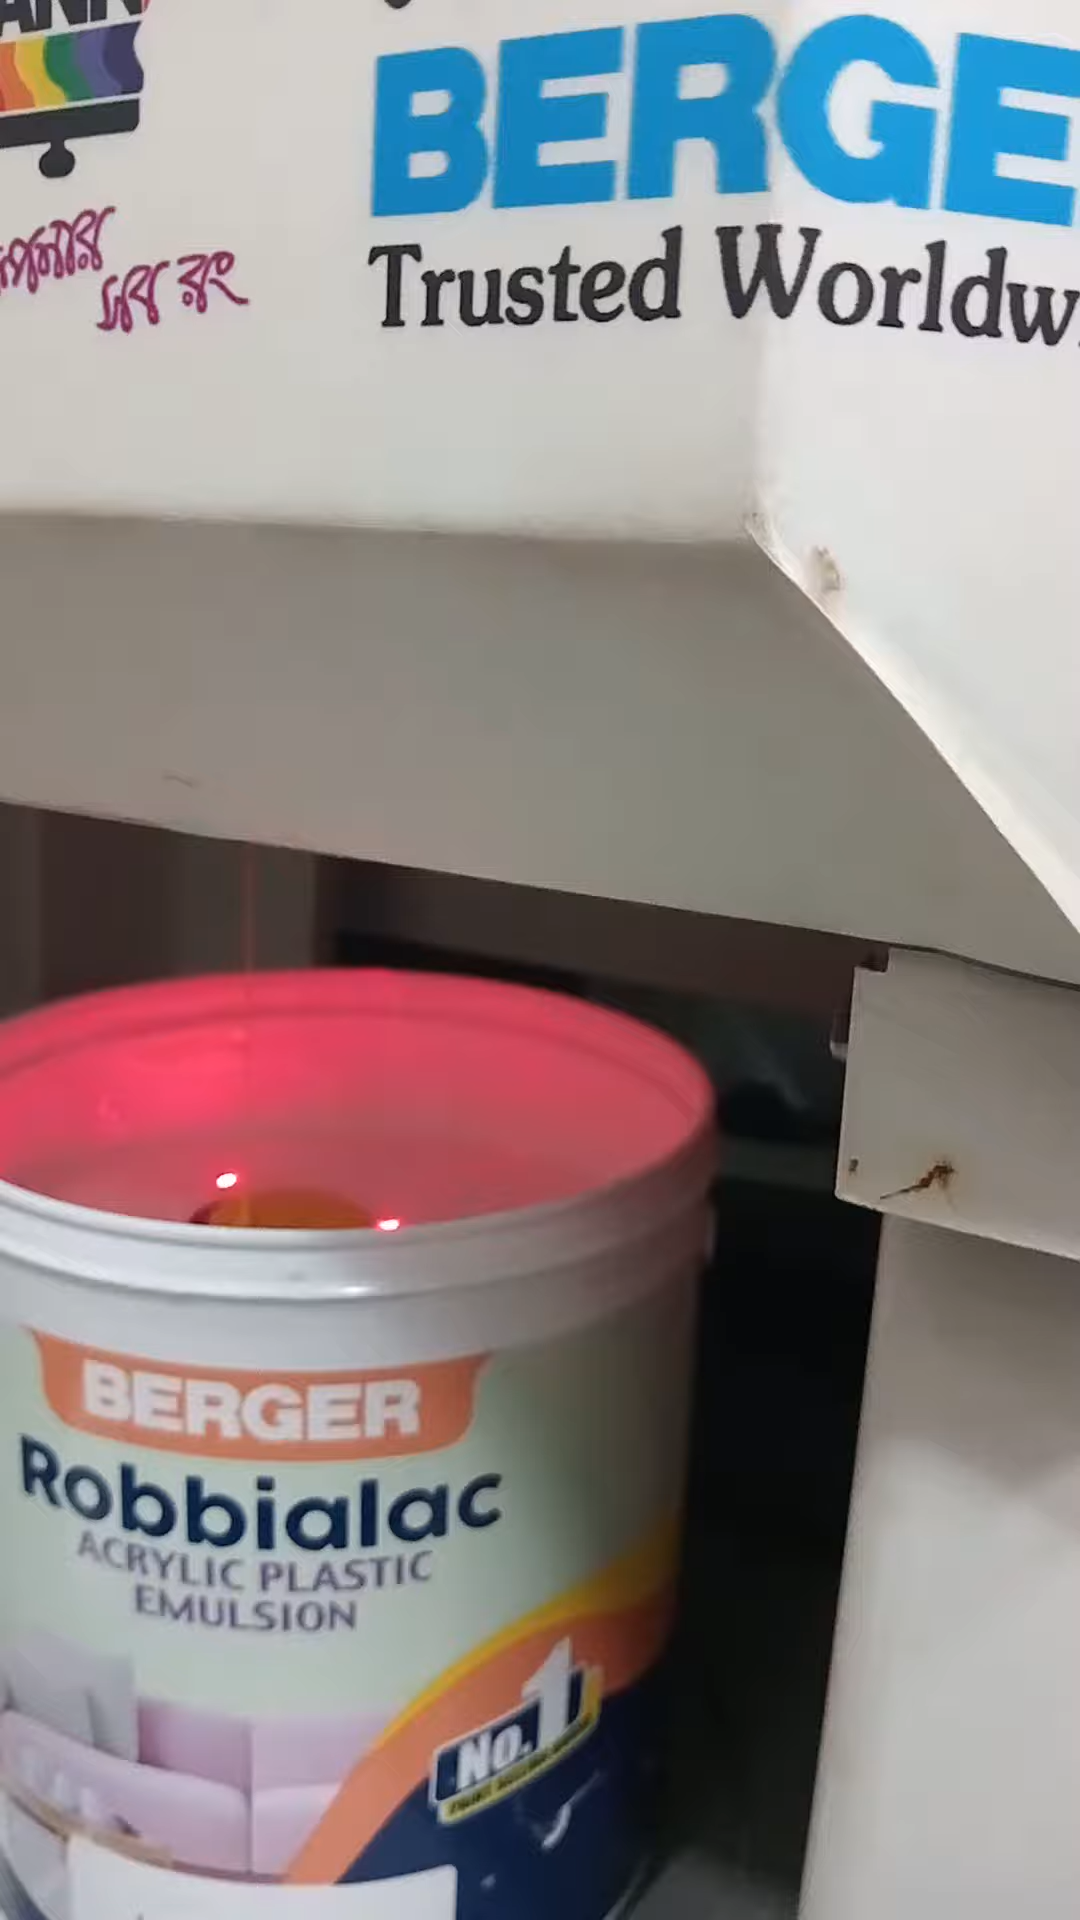 BERGE
Trusted Worldw
সব রং
BERGER
Robbialac
ACRYLIC PLASTIC
EMULSION
No.1